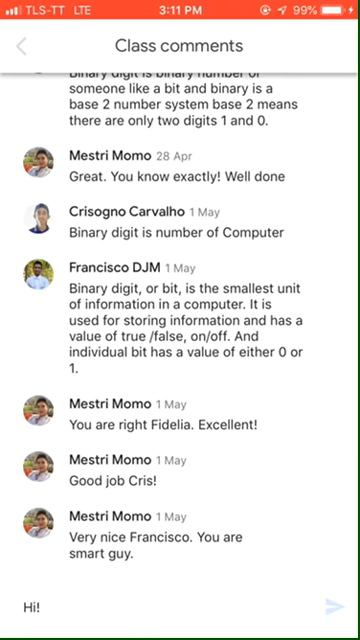 TLS-TT LTE 3:11 PM 99%
Class comments
Binary digit is binary number or
someone like a bit and binary is a
base 2 number system base 2 means
there are only two digits 1 and 0.
Mestri Momo 28 Apr
Great. You know exactly! Well done
Crisogno Carvalho 1 May
Binary digit is number of Computer
Francisco DJM 1 May
Binary digit, or bit, is the smallest unit
of information in a computer. It is
used for storing information and has a
value of true /false, on/off. And
individual bit has a value of either 0 or
1.
Mestri Momo 1 May
You are right Fidelia. Excellent!
Mestri Momo 1 May
Good job Cris!
Mestri Momo 1 May
Very nice Francisco. You are
smart guy.
Hi!